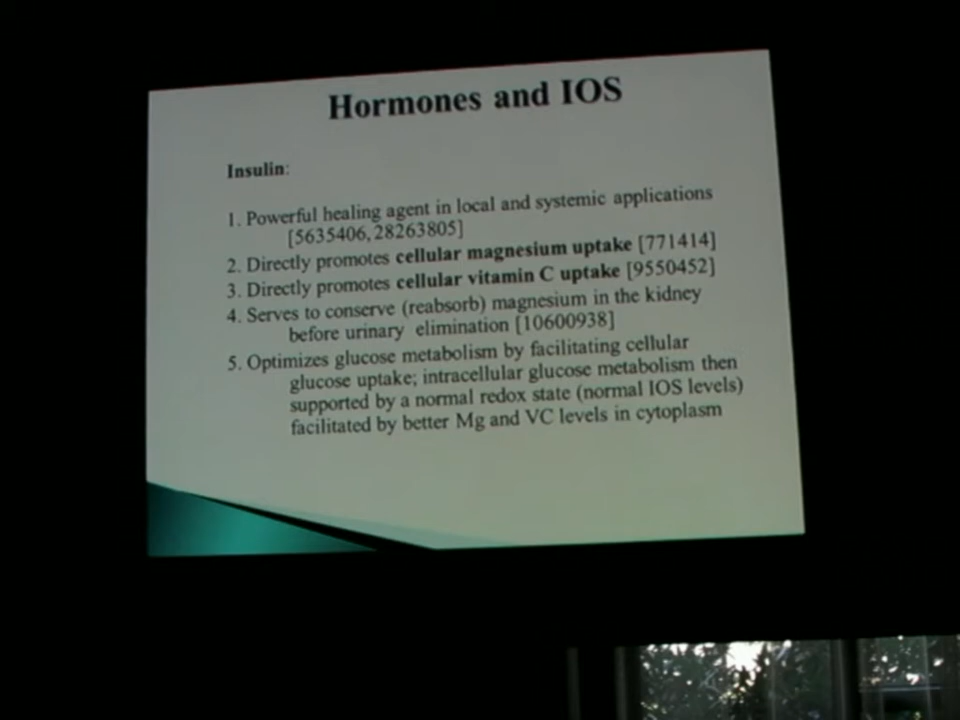 Hormones and IOS
Insulin:
1. Powerful healing agent in local and systemic applications
[5635406, 28263805]
2. Directly promotes cellular magnesium uptake [771414]
3. Directly promotes cellular vitamin C uptake [9550452]
4. Serves to conserve (reabsorb) magnesium in the kidney
before urinary elimination [10600938]
5. Optimizes glucose metabolism by facilitating cellular
glucose uptake; intracellular glucose metabolism then
supported by a normal redox state (normal IOS levels)
facilitated by better Mg and VC levels in cytoplasm